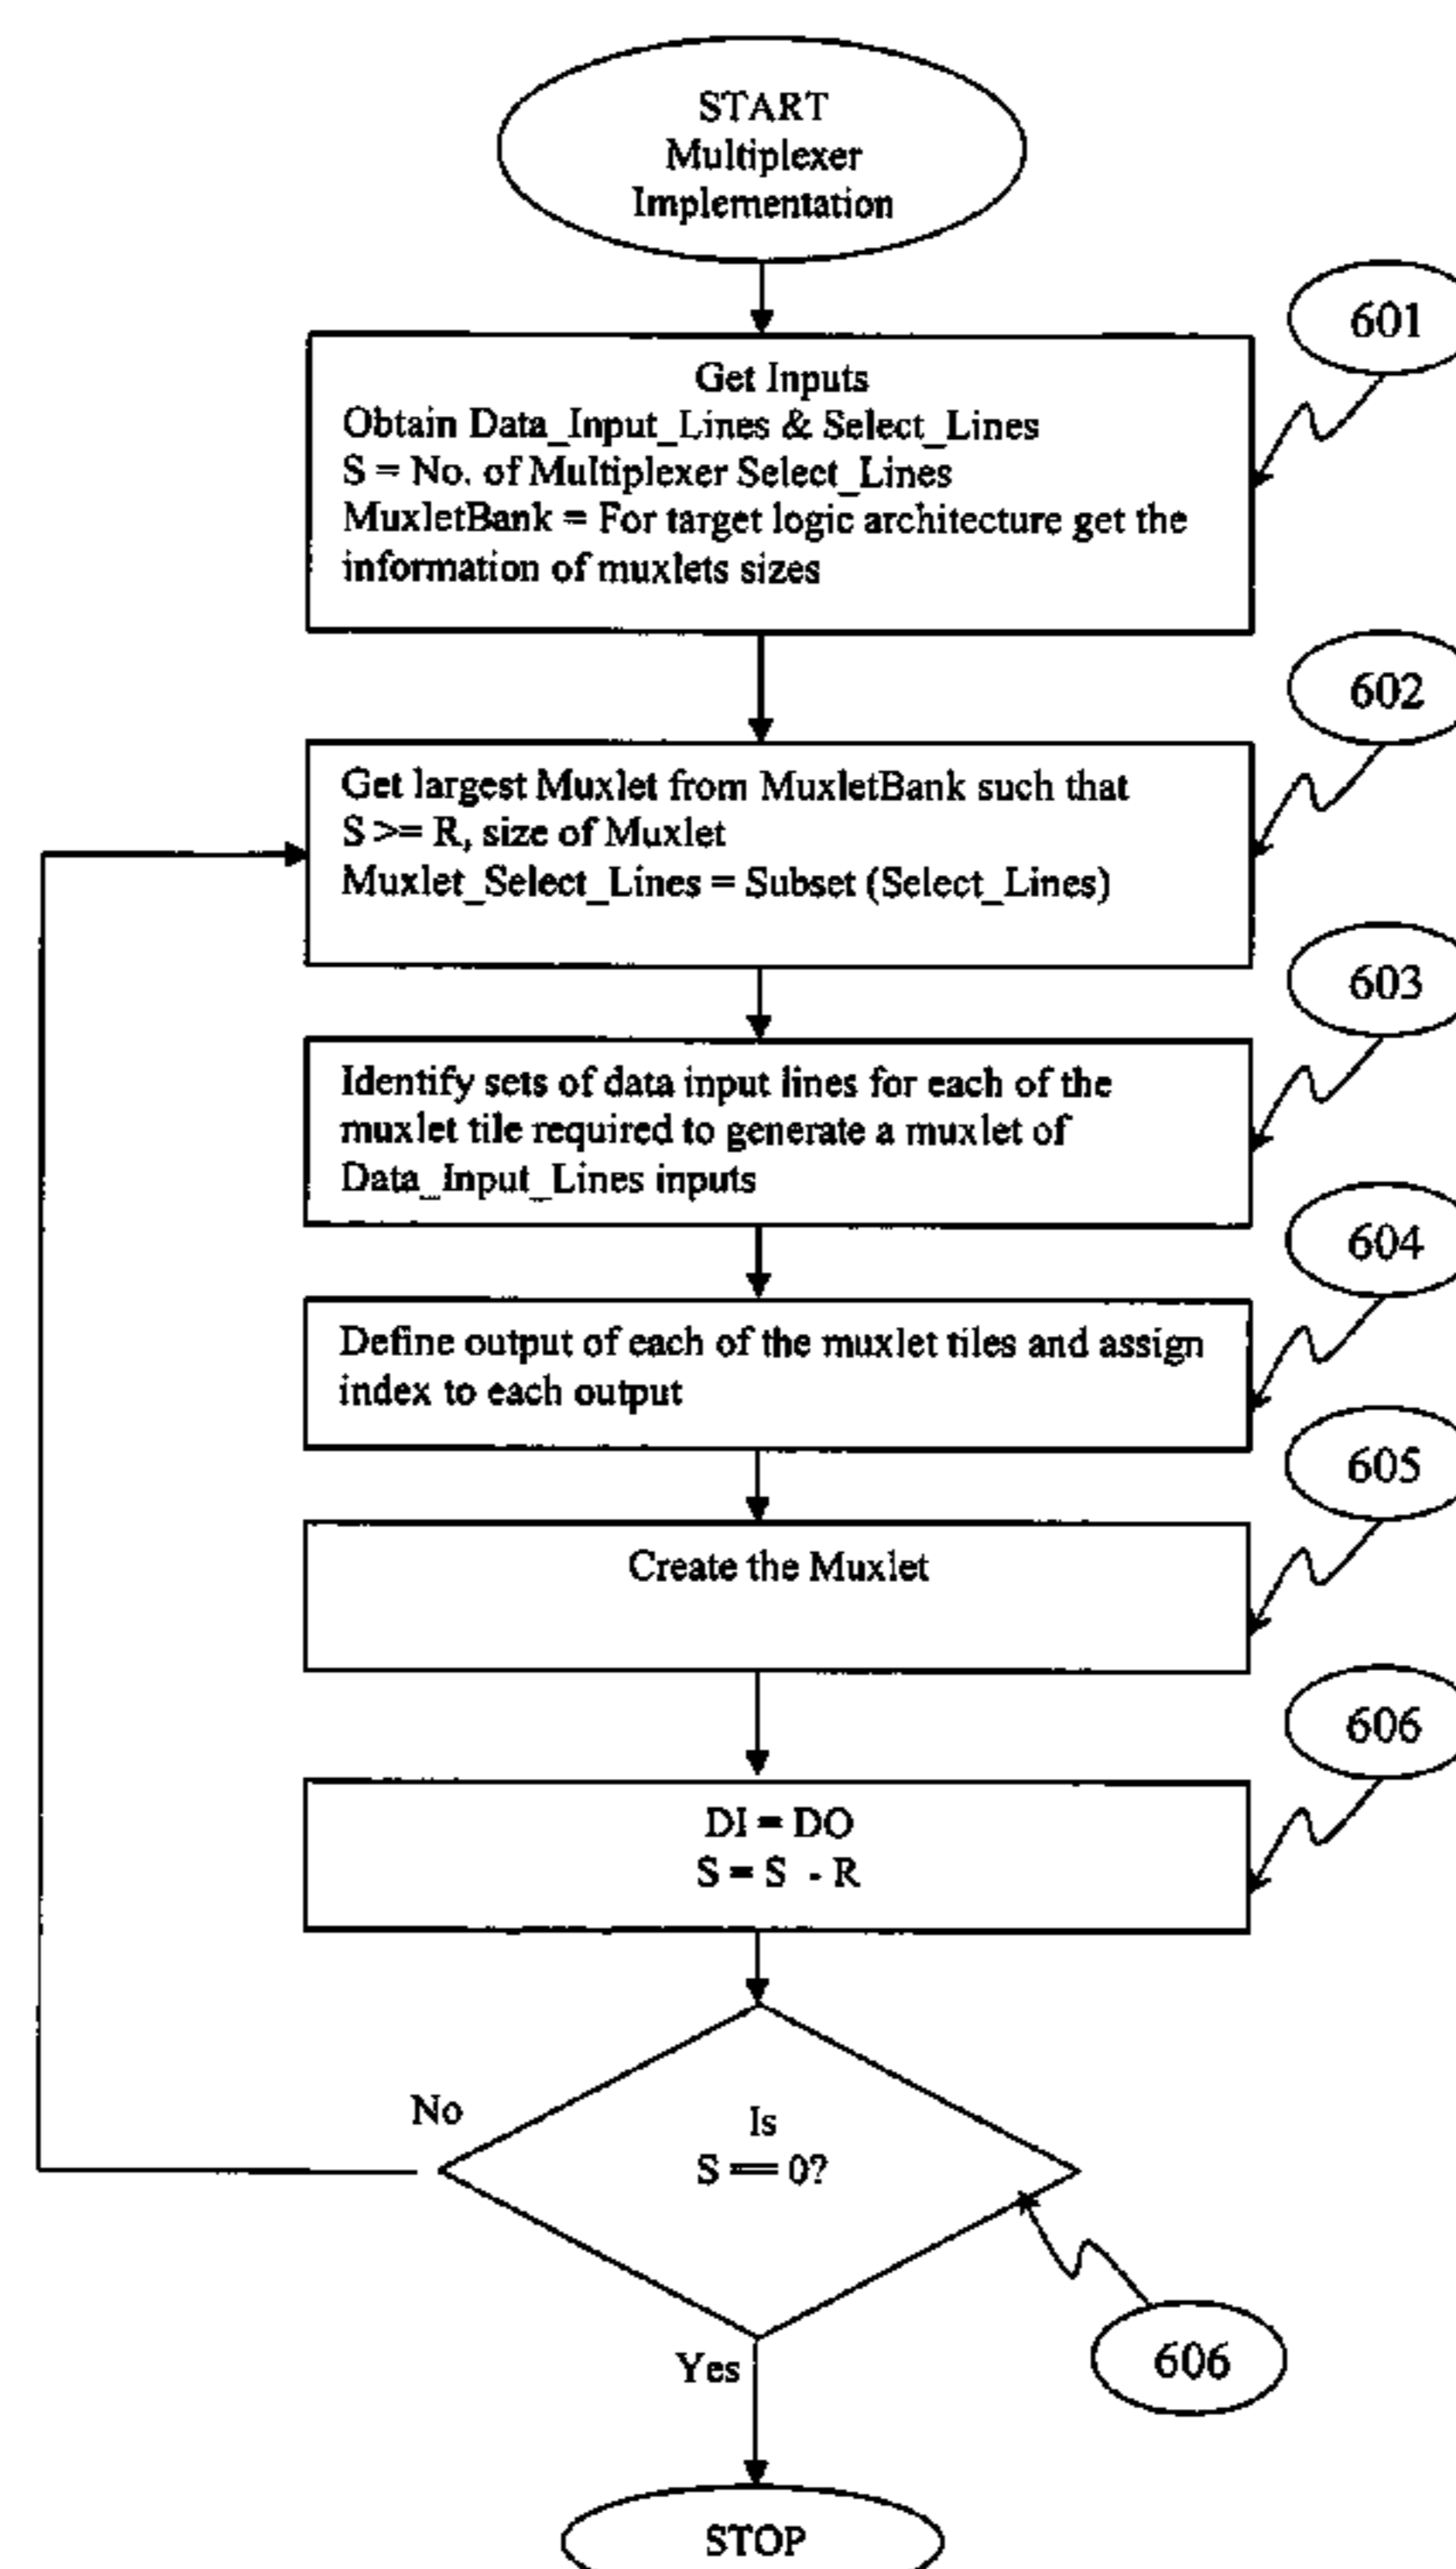 START
Multiplexer
Implementation
601
Get Inputs
Obtain Data_Input_Lines & Select_Lines
S = No. of Multiplexer Select_Lines
MuxletBank = For target logic architecture get the
information of muxlets sizes
602
Get largest Muxlet from MuxletBank such that
S >= R, size of Muxlet
Muxlet_Select_Lines = Subset (Select_Lines)
603
Identify sets of data input lines for each of the
muxlet tile required to generate a muxlet of
Data_Input_Lines inputs
604
Define output of each of the muxlet tiles and assign
index to each output
605
Create the Muxlet
606
DI = DO
S = S - R
No
Is
S == 0?
Yes
606
STOP